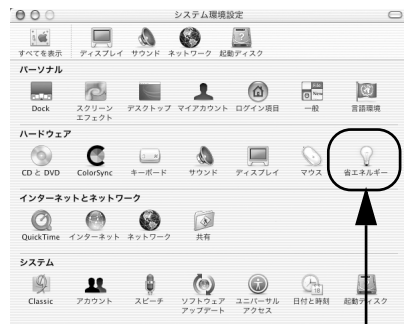 システム環境設定
すべてを表示 ディスプレイ サウンド ネットワーク 起動ディスク
パーソナル
Dock スクリーン エフェクト デスクトップ マイアカウント ログイン項目 一般 言語環境
ハードウェア
CD と DVD ColorSync キーボード サウンド ディスプレイ マウス 省エネルギー
インターネットとネットワーク
QuickTime インターネット ネットワーク 共有
システム
Classic アカウント スピーチ ソフトウェア アップデート ユニバーサル アクセス 日付と時刻 起動ディスク